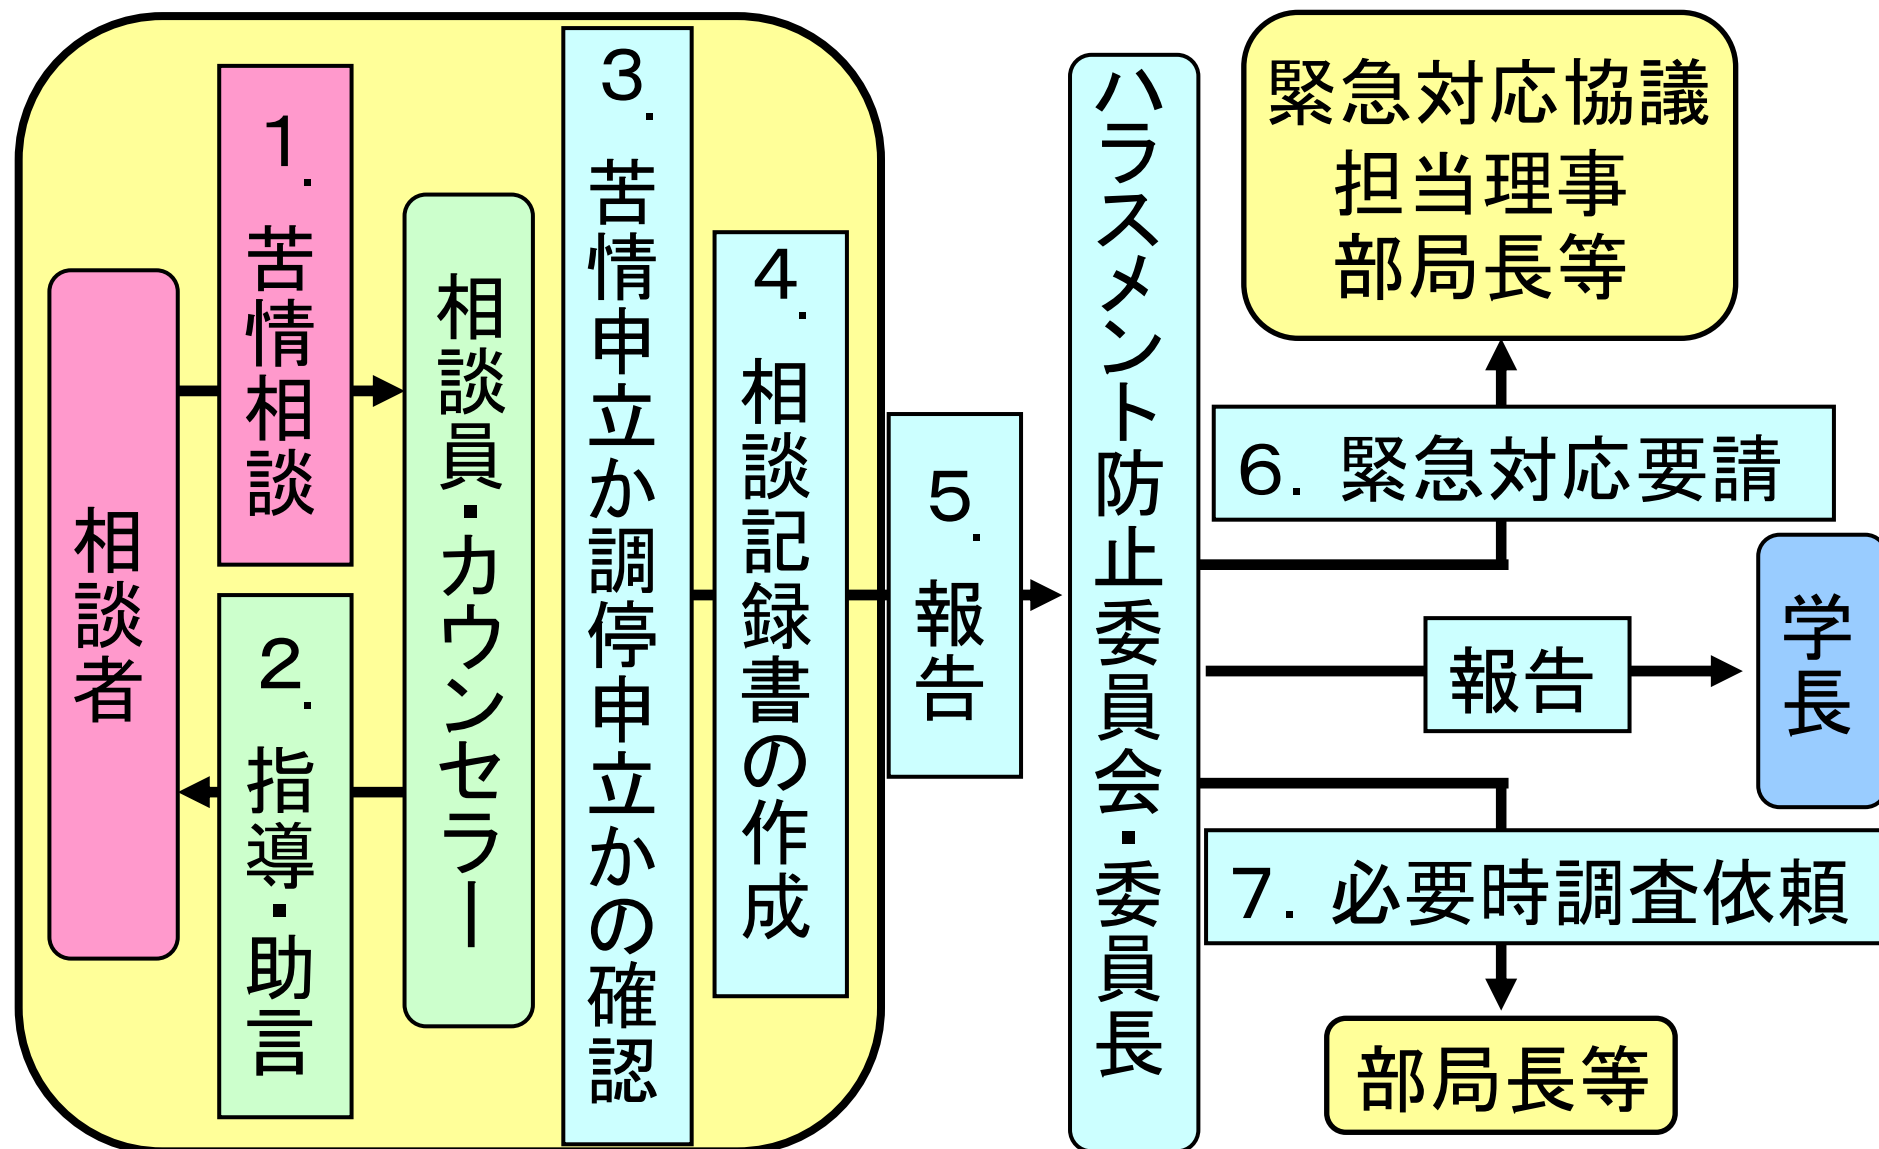 相談者
１．苦情相談
２．指導・助言
相談員・カウンセラー
３．苦情申立か調停申立かの確認
４．相談記録書の作成
５．報告
ハラスメント防止委員会・委員長
緊急対応協議
担当理事
部局長等
６．緊急対応要請
報告
学長
７．必要時調査依頼
部局長等